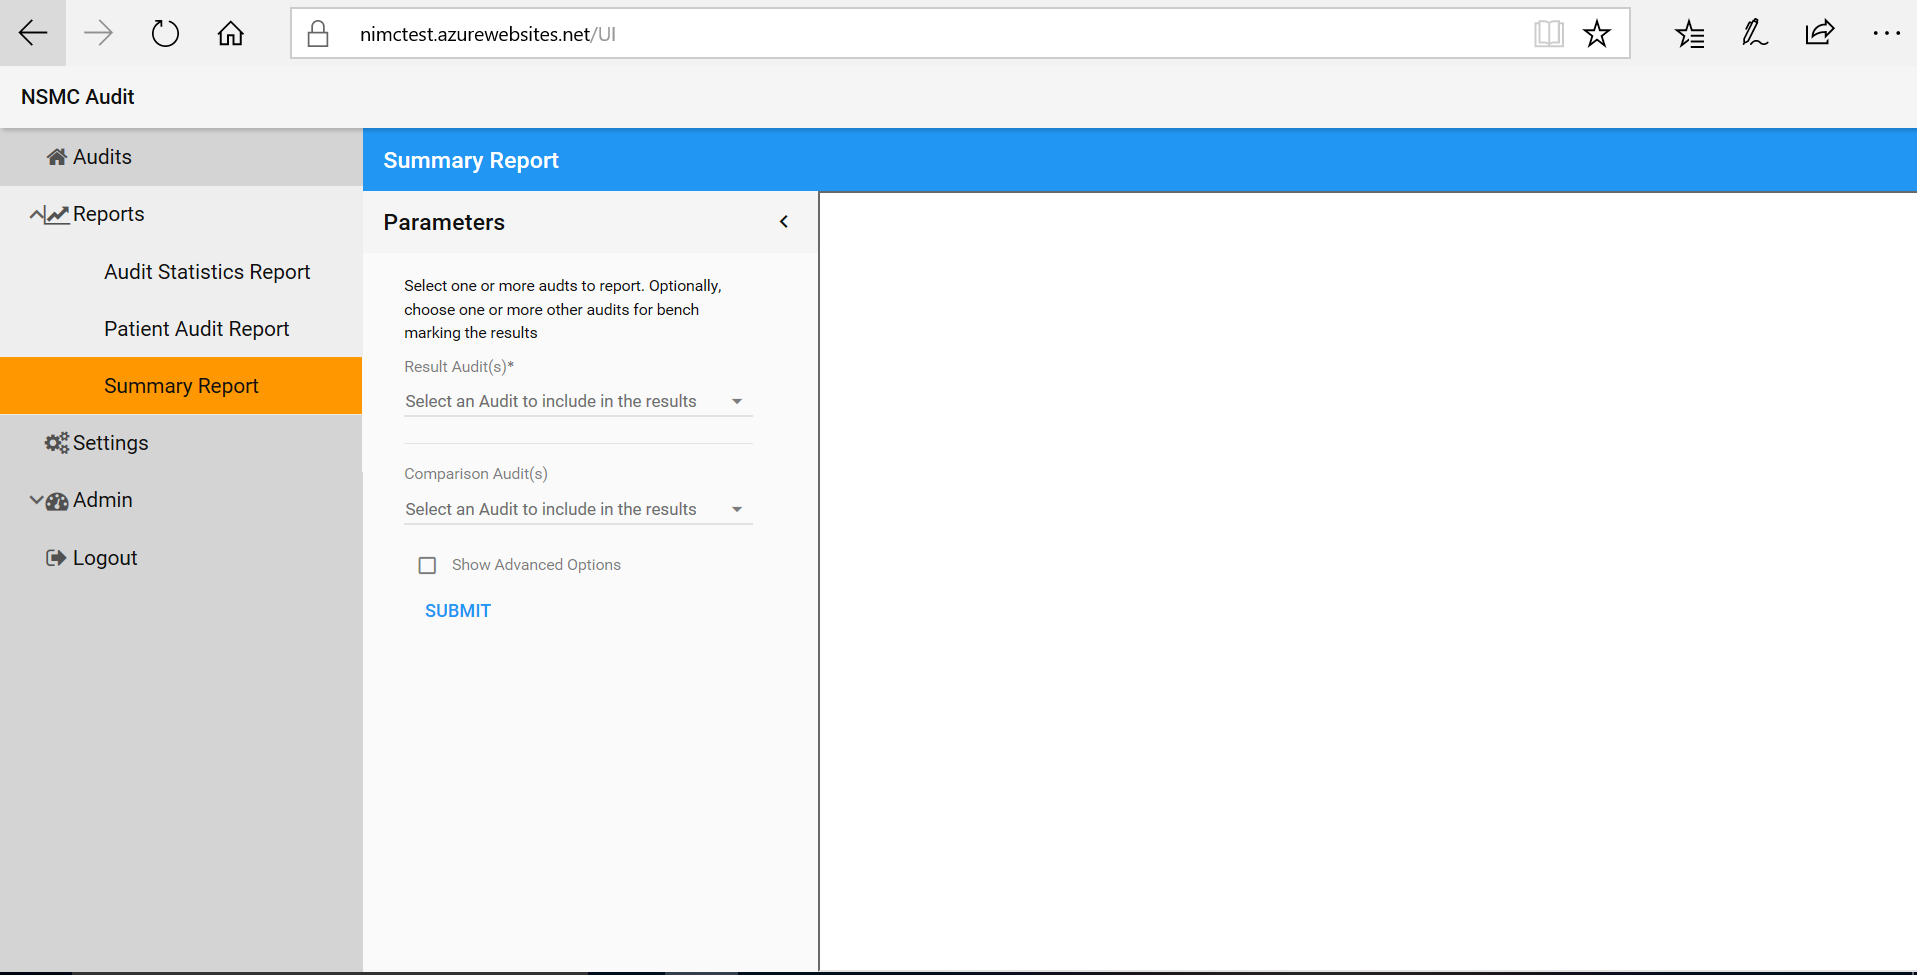 nimctest.azurewebsites.net/UI
NSMC Audit
Audits
Reports
Audit Statistics Report
Patient Audit Report
Summary Report
Settings
Admin
Logout
Summary Report
Parameters
Select one or more audts to report. Optionally,
choose one or more other audits for bench
marking the results
Result Audit(s)*
Select an Audit to include in the results
Comparison Audit(s)
Select an Audit to include in the results
Show Advanced Options
SUBMIT